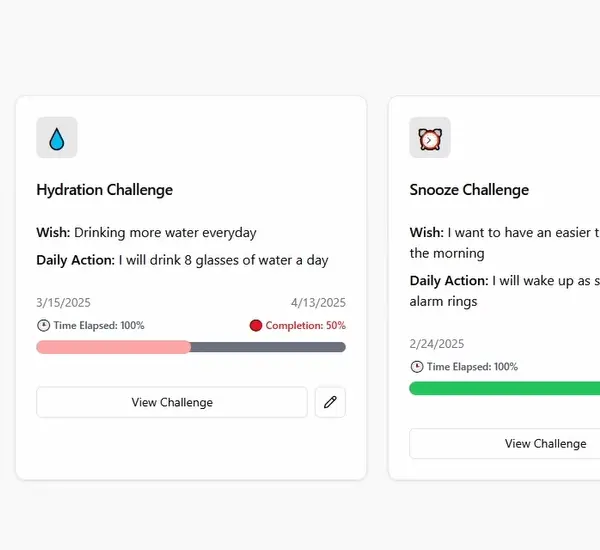 Hydration Challenge
Wish: Drinking more water everyday
Daily Action: I will drink 8 glasses of water a day
3/15/2025 4/13/2025
Time Elapsed: 100% Completion: 50%
View Challenge
Snooze Challenge
Wish: I want to have an easier
the morning
Daily Action: I will wake up as
alarm rings
2/24/2025
Time Elapsed: 100%
View Challenge